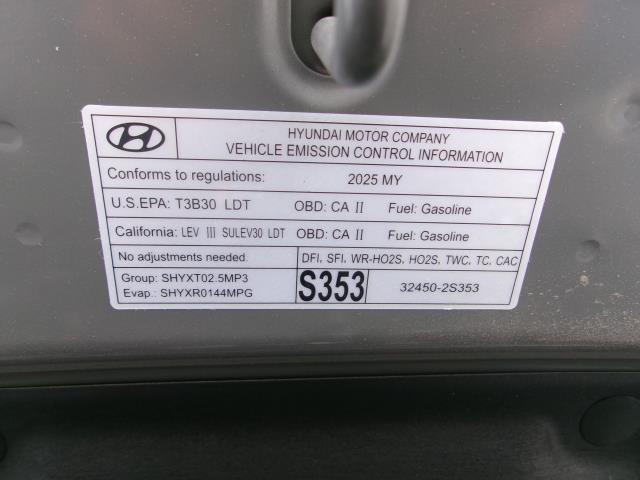 HYUNDAI MOTOR COMPANY
VEHICLE EMISSION CONTROL INFORMATION
Conforms to regulations: 2025 MY
U.S.EPA: T3B30 LDT OBD: CA II Fuel: Gasoline
California: LEV III SULEV30 LDT OBD: CA II Fuel: Gasoline
No adjustments needed. DFI, SFI, WR-HO2S, HO2S, TWC, TC, CAC
Group: SHYXT02.5MP3
Evap.: SHYXR0144MPG
S353 32450-2S353